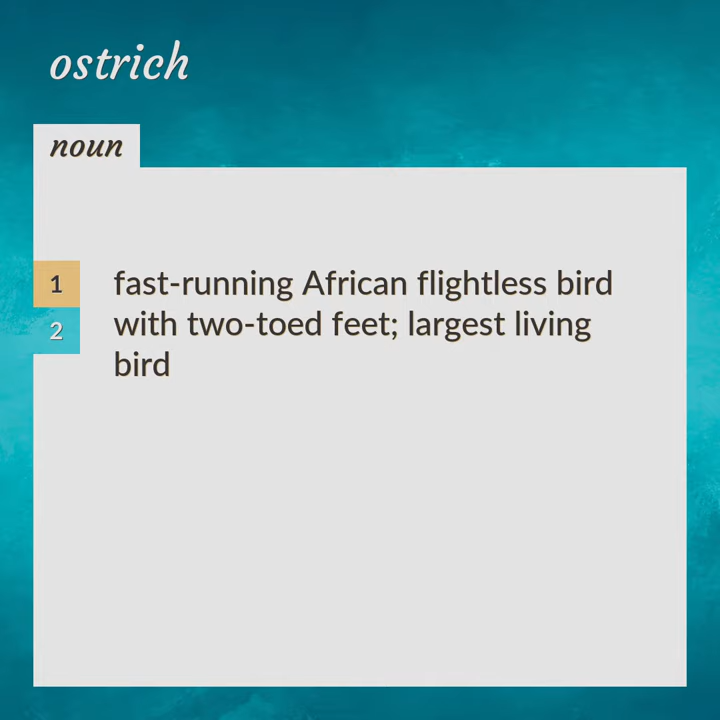 ostrich
noun
1
fast-running African flightless bird
2
with two-toed feet; largest living
bird